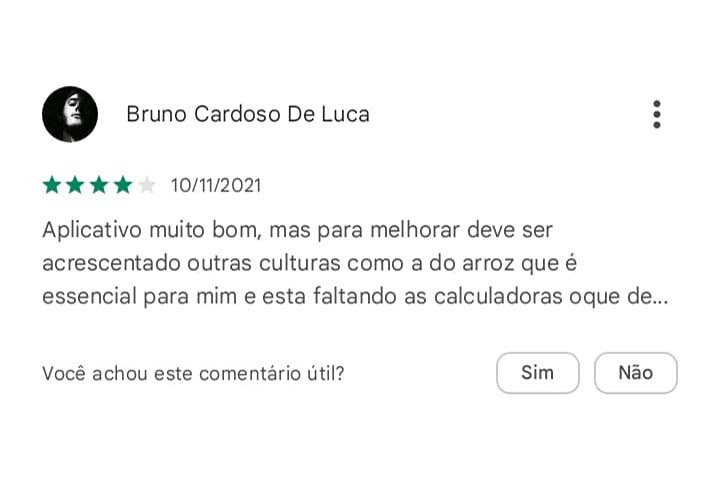 Bruno Cardoso De Luca
10/11/2021
Aplicativo muito bom, mas para melhorar deve ser
acrescentado outras culturas como a do arroz que é
essencial para mim e esta faltando as calculadoras oque de...
Você achou este comentário útil?
Sim
Não